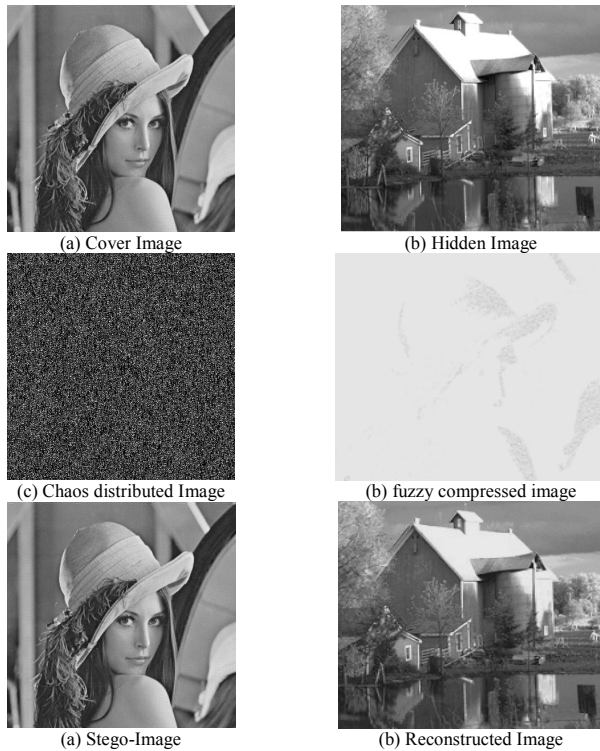 (a) Cover Image
(b) Hidden Image
(c) Chaos distributed Image
(b) fuzzy compressed image
(a) Stego-Image
(b) Reconstructed Image